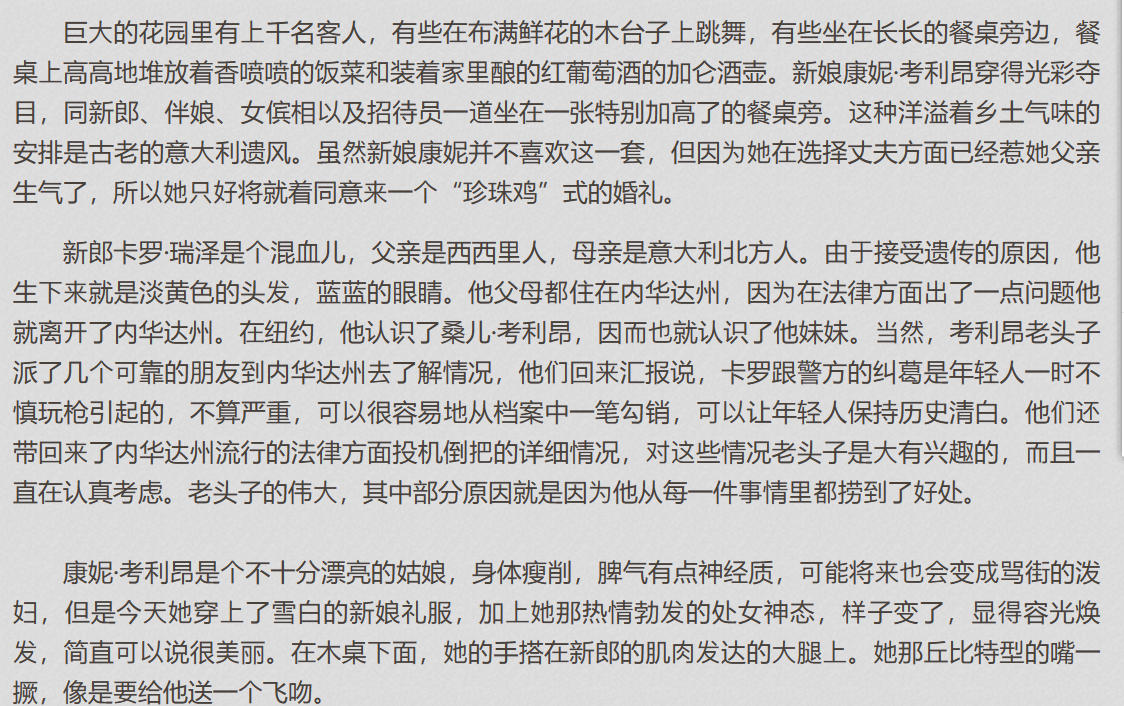 巨大的花园里有上千名客人，有些在布满鲜花的木台子上跳舞，有些坐在长长的餐桌旁边，餐
桌上高高地堆放着香喷喷的饭菜和装着家里酿的红葡萄酒的加仑酒壶。新娘康妮·考利昂穿得光彩夺
目，同新郎、伴娘、女傧相以及招待员一道坐在一张特别加高了的餐桌旁。这种洋溢着乡土气味的
安排是古老的意大利遗风。虽然新娘康妮并不喜欢这一套，但因为她在选择丈夫方面已经惹她父亲
生气了，所以她只好将就着同意来一个“珍珠鸡”式的婚礼。
新郎卡罗·瑞泽是个混血儿，父亲是西西里人，母亲是意大利北方人。由于接受遗传的原因，他
生下来就是淡黄色的头发，蓝蓝的眼睛。他父母都住在内华达州，因为在法律方面出了一点问题他
就离开了内华达州。在纽约，他认识了桑儿·考利昂，因而也就认识了他妹妹。当然，考利昂老头子
派了几个可靠的朋友到内华达州去了解情况，他们回来汇报说，卡罗跟警方的纠葛是年轻人一时不
慎玩枪引起的，不算严重，可以很容易地从档案中一笔勾销，可以让年轻人保持历史清白。他们还
带回来了内华达州流行的法律方面投机倒把的详细情况，对这些情况老头子是大有兴趣的，而且一
直在认真考虑。老头子的伟大，其中部分原因就是因为他从每一件事情里都捞到了好处。
康妮·考利昂是个不十分漂亮的姑娘，身体瘦削，脾气有点神经质，可能将来也会变成骂街的泼
妇，但是今天她穿上了雪白的新娘礼服，加上她那热情勃发的处女神态，样子变了，显得容光焕
发，简直可以说很美丽。在木桌下面，她的手搭在新郎的肌肉发达的大腿上。她那丘比特型的嘴一
撅，像是要给他送一个飞吻。